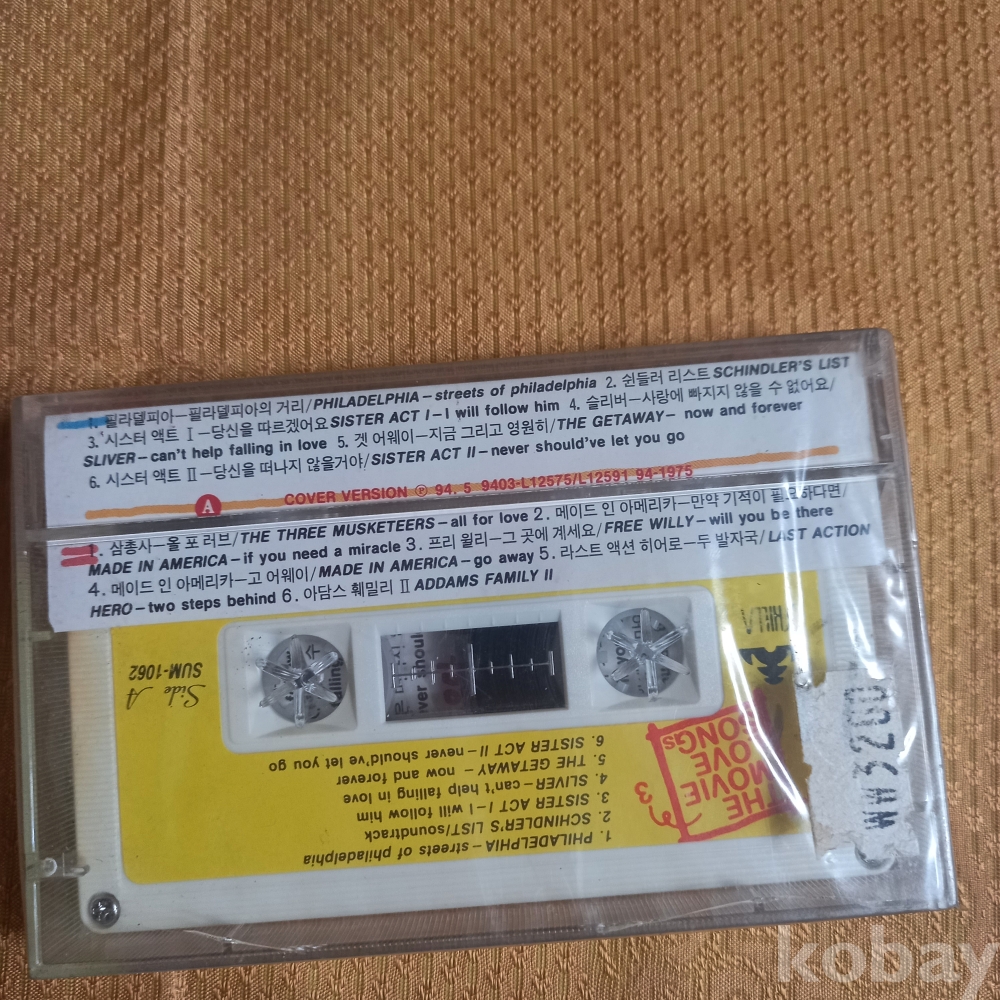 1. 필라델피아—필라델피아의 거리/PHILADELPHIA—streets of philadelphia 2. 쉰들러 리스트 SCHINDLER'S LIST
3. 시스터 액트 Ⅰ—당신을 따르겠어요 SISTER ACT I—I will follow him 4. 슬리버—사랑에 빠지지 않을 수 없어요/
SLIVER—can't help falling in love 5. 겟 어웨이—지금 그리고 영원히/THE GETAWAY— now and forever
6. 시스터 액트 Ⅱ—당신을 떠나지 않을거야/SISTER ACT II—never should've let you go
A COVER VERSION ℗ 94. 5 9403-L12575/L12591 94-1975
1. 삼총사—올 포 러브/THE THREE MUSKETEERS—all for love 2. 메이드 인 아메리카—만약 기적이 필요하다면/
MADE IN AMERICA—if you need a miracle 3. 프리 윌리—그 곳에 계세요/FREE WILLY—will you be there
4. 메이드 인 아메리카—고 어웨이/MADE IN AMERICA—go away 5. 라스트 액션 히어로—두 발자국/LAST ACTION
HERO—two steps behind 6. 아담스 훼밀리 Ⅱ ADDAMS FAMILY II
Side A
SUM-1062
THE
MOVIE
LOVE
SONGs
3
1. PHILADELPHIA—streets of philadelphia
2. SCHINDLER'S LIST/soundtrack
3. SISTER ACT I—I will follow him
4. SLIVER—can't help falling in love
5. THE GETAWAY— now and forever
6. SISTER ACT II—never should've let you go
kobay